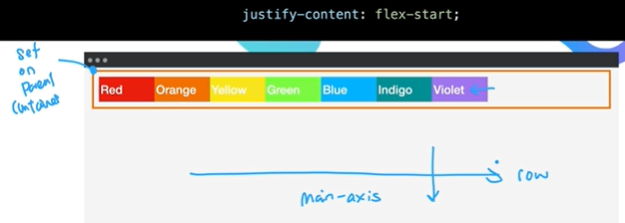 justify-content: flex-start;
set
on
parent
Container
Red Orange Yellow Green Blue Indigo Violet
row
main-axis